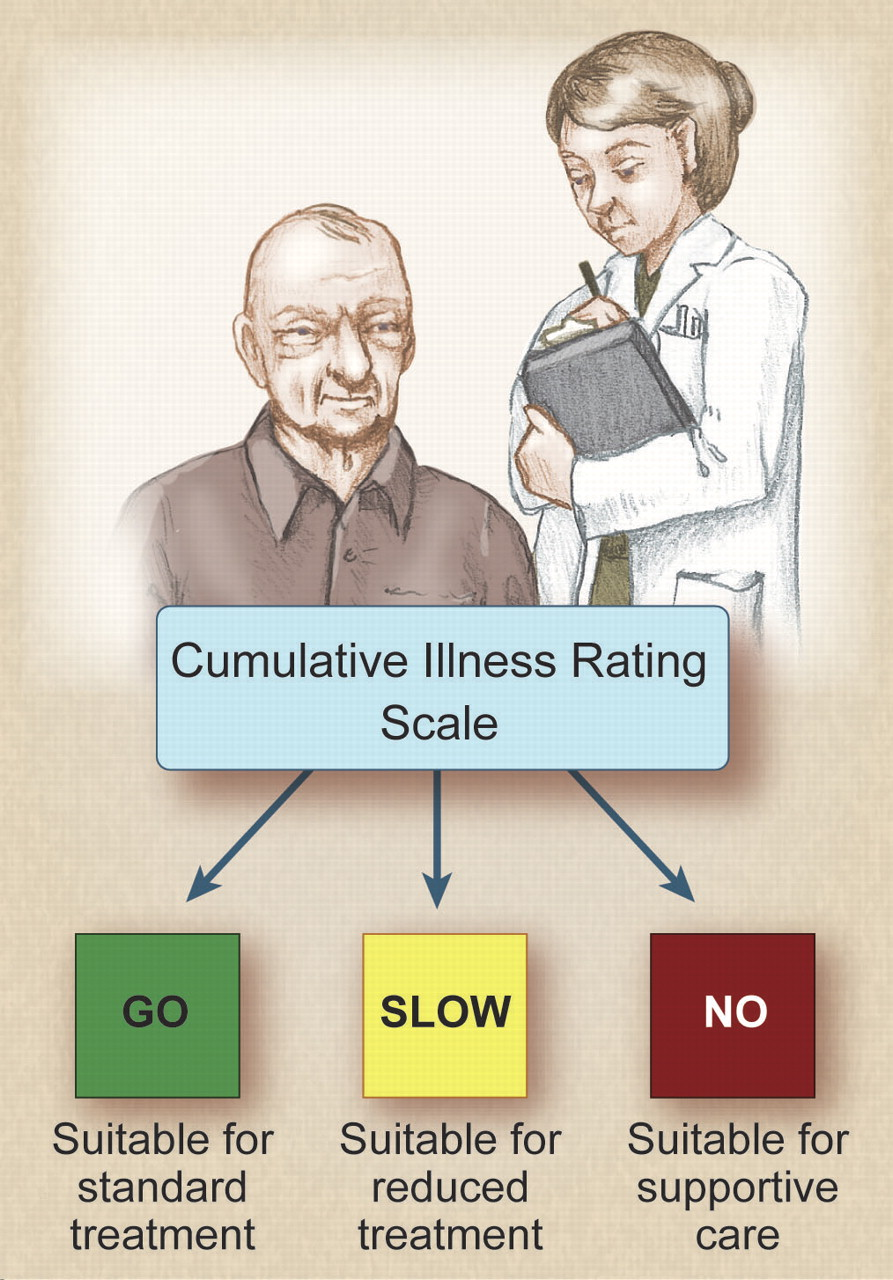 Cumulative Illness Rating
Scale
GO
SLOW
NO
Suitable for
standard
treatment
Suitable for
reduced
treatment
Suitable for
supportive
care